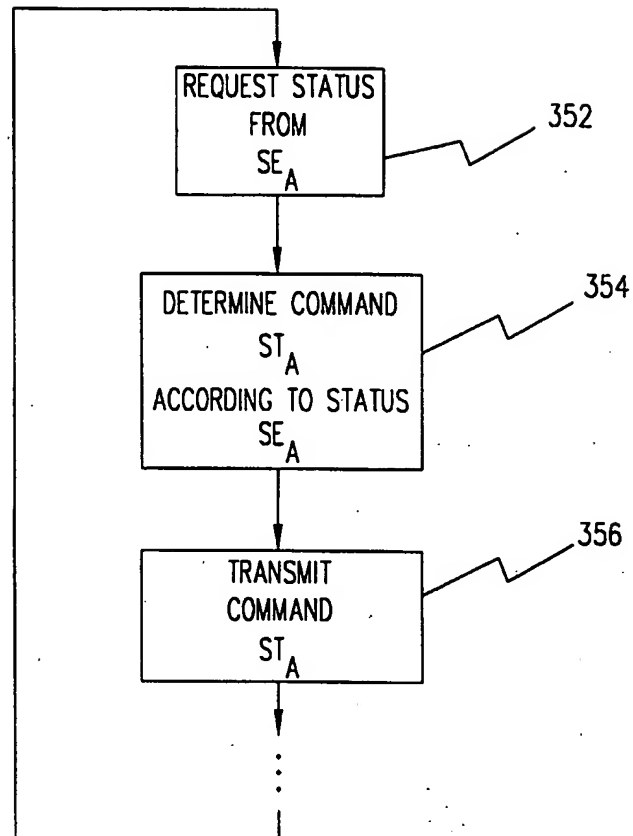 REQUEST STATUS
FROM
SE A
352
DETERMINE COMMAND
ST A
ACCORDING TO STATUS
SE A
354
TRANSMIT
COMMAND
ST A
356